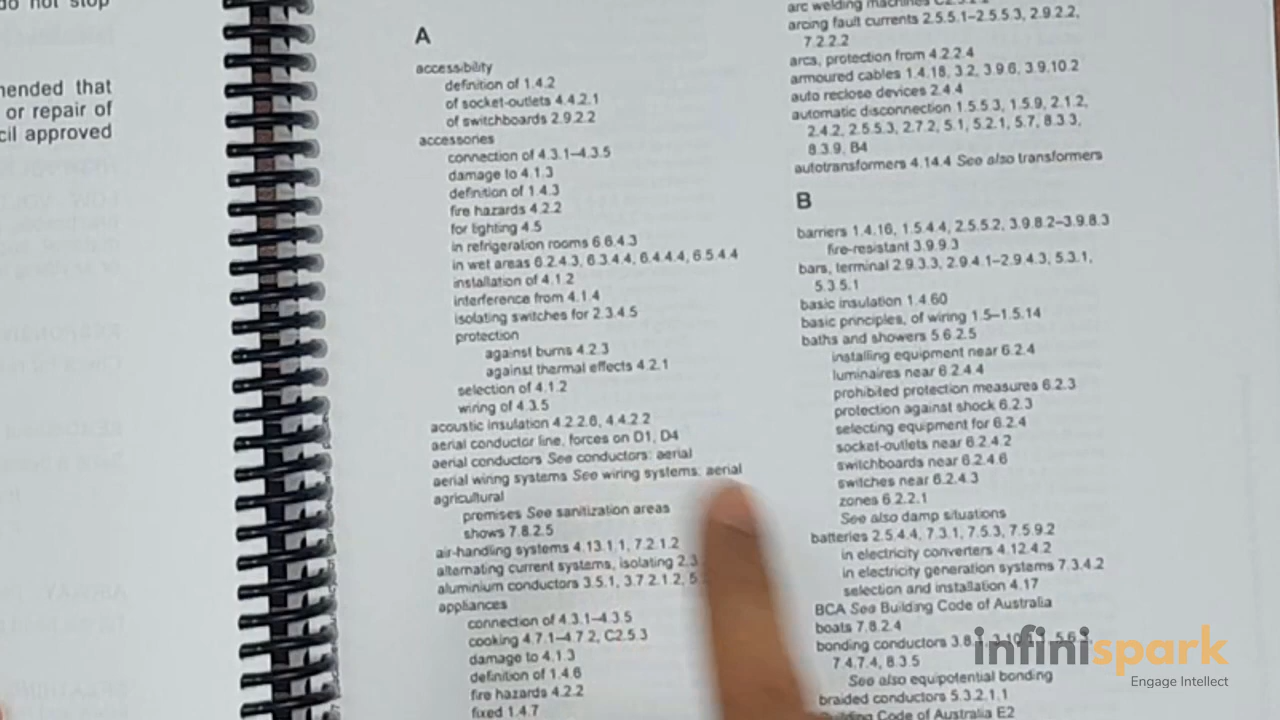 do not stop
mended that
or repair of
cil approved
A
accessibility
definition of 1.4.2
of socket-outlets 4.4.2.1
of switchboards 2.9.2.2
accessories
connection of 4.3.1–4.3.5
damage to 4.1.3
definition of 1.4.3
fire hazards 4.2.2
for lighting 4.5
in refrigeration rooms 6.6.4.3
in wet areas 6.2.4.3, 6.3.4.4, 6.4.4.4, 6.5.4.4
installation of 4.1.2
interference from 4.1.4
isolating switches for 2.3.4.5
protection
against burns 4.2.3
against thermal effects 4.2.1
selection of 4.1.2
wiring of 4.3.5
acoustic insulation 4.2.2.6, 4.4.2.2
aerial conductor line, forces on D1, D4
aerial conductors See conductors: aerial
aerial wiring systems See wiring systems: aerial
agricultural
premises See sanitization areas
shows 7.8.2.5
air-handling systems 4.13.1.1, 7.2.1.2
alternating current systems, isolating 2.3
aluminium conductors 3.5.1, 3.7.2.1.2, 5
appliances
connection of 4.3.1–4.3.5
cooking 4.7.1–4.7.2, C2.5.3
damage to 4.1.3
definition of 1.4.6
fire hazards 4.2.2
fixed 1.4.7
arc welding machines
arcing fault currents 2.5.5.1–2.5.5.3, 2.9.2.2,
7.2.2.2
arcs, protection from 4.2.2.4
armoured cables 1.4.18, 3.2, 3.9.6, 3.9.10.2
auto reclose devices 2.4.4
automatic disconnection 1.5.5.3, 1.5.9, 2.1.2,
2.4.2, 2.5.5.3, 2.7.2, 5.1, 5.2.1, 5.7, 8.3.3,
8.3.9, B4
autotransformers 4.14.4 See also transformers
B
barriers 1.4.16, 1.5.4.4, 2.5.5.2, 3.9.8.2–3.9.8.3
fire-resistant 3.9.9.3
bars, terminal 2.9.3.3, 2.9.4.1–2.9.4.3, 5.3.1,
5.3.5.1
basic insulation 1.4.60
basic principles, of wiring 1.5–1.5.14
baths and showers 5.6.2.5
installing equipment near 6.2.4
luminaires near 6.2.4.4
prohibited protection measures 6.2.3
protection against shock 6.2.3
selecting equipment for 6.2.4
socket-outlets near 6.2.4.2
switchboards near 6.2.4.6
switches near 6.2.4.3
zones 6.2.2.1
See also damp situations
batteries 2.5.4.4, 7.3.1, 7.5.3, 7.5.9.2
in electricity converters 4.12.4.2
in electricity generation systems 7.3.4.2
selection and installation 4.17
BCA See Building Code of Australia
boats 7.8.2.4
bonding conductors
7.4.7.4, 8.3.5
See also equipotential bonding
braided conductors 5.3.2.1.1
Building Code of Australia E2
infinispark
Engage Intellect